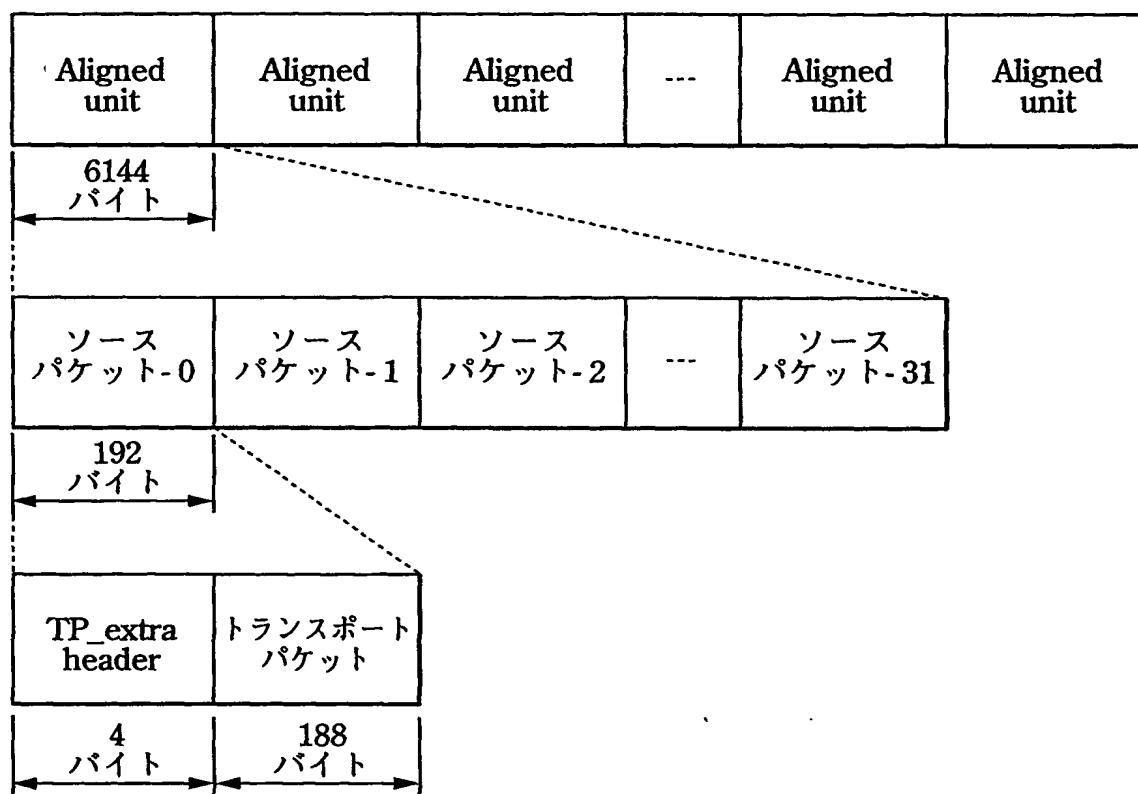 Aligned
unit
Aligned
unit
Aligned
unit
---
Aligned
unit
Aligned
unit
6144
バイト
ソース
パケット-0
ソース
パケット-1
ソース
パケット-2
---
ソース
パケット-31
192
バイト
TP_extra
header
トランスポート
パケット
4
バイト
188
バイト